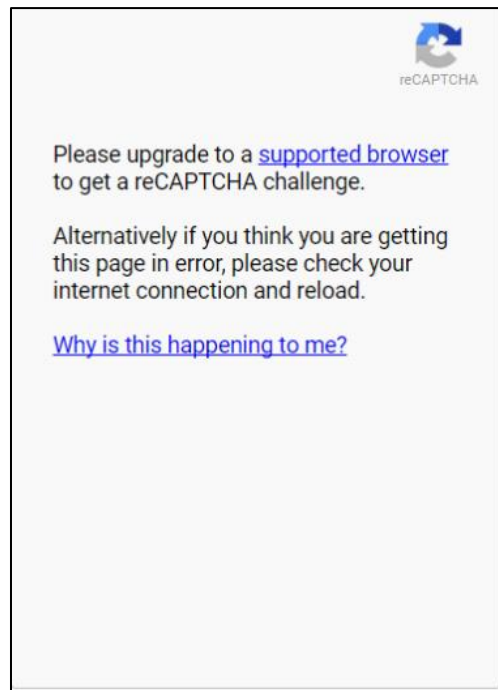 reCAPTCHA
Please upgrade to a supported browser
to get a reCAPTCHA challenge.
Alternatively if you think you are getting
this page in error, please check your
internet connection and reload.
Why is this happening to me?